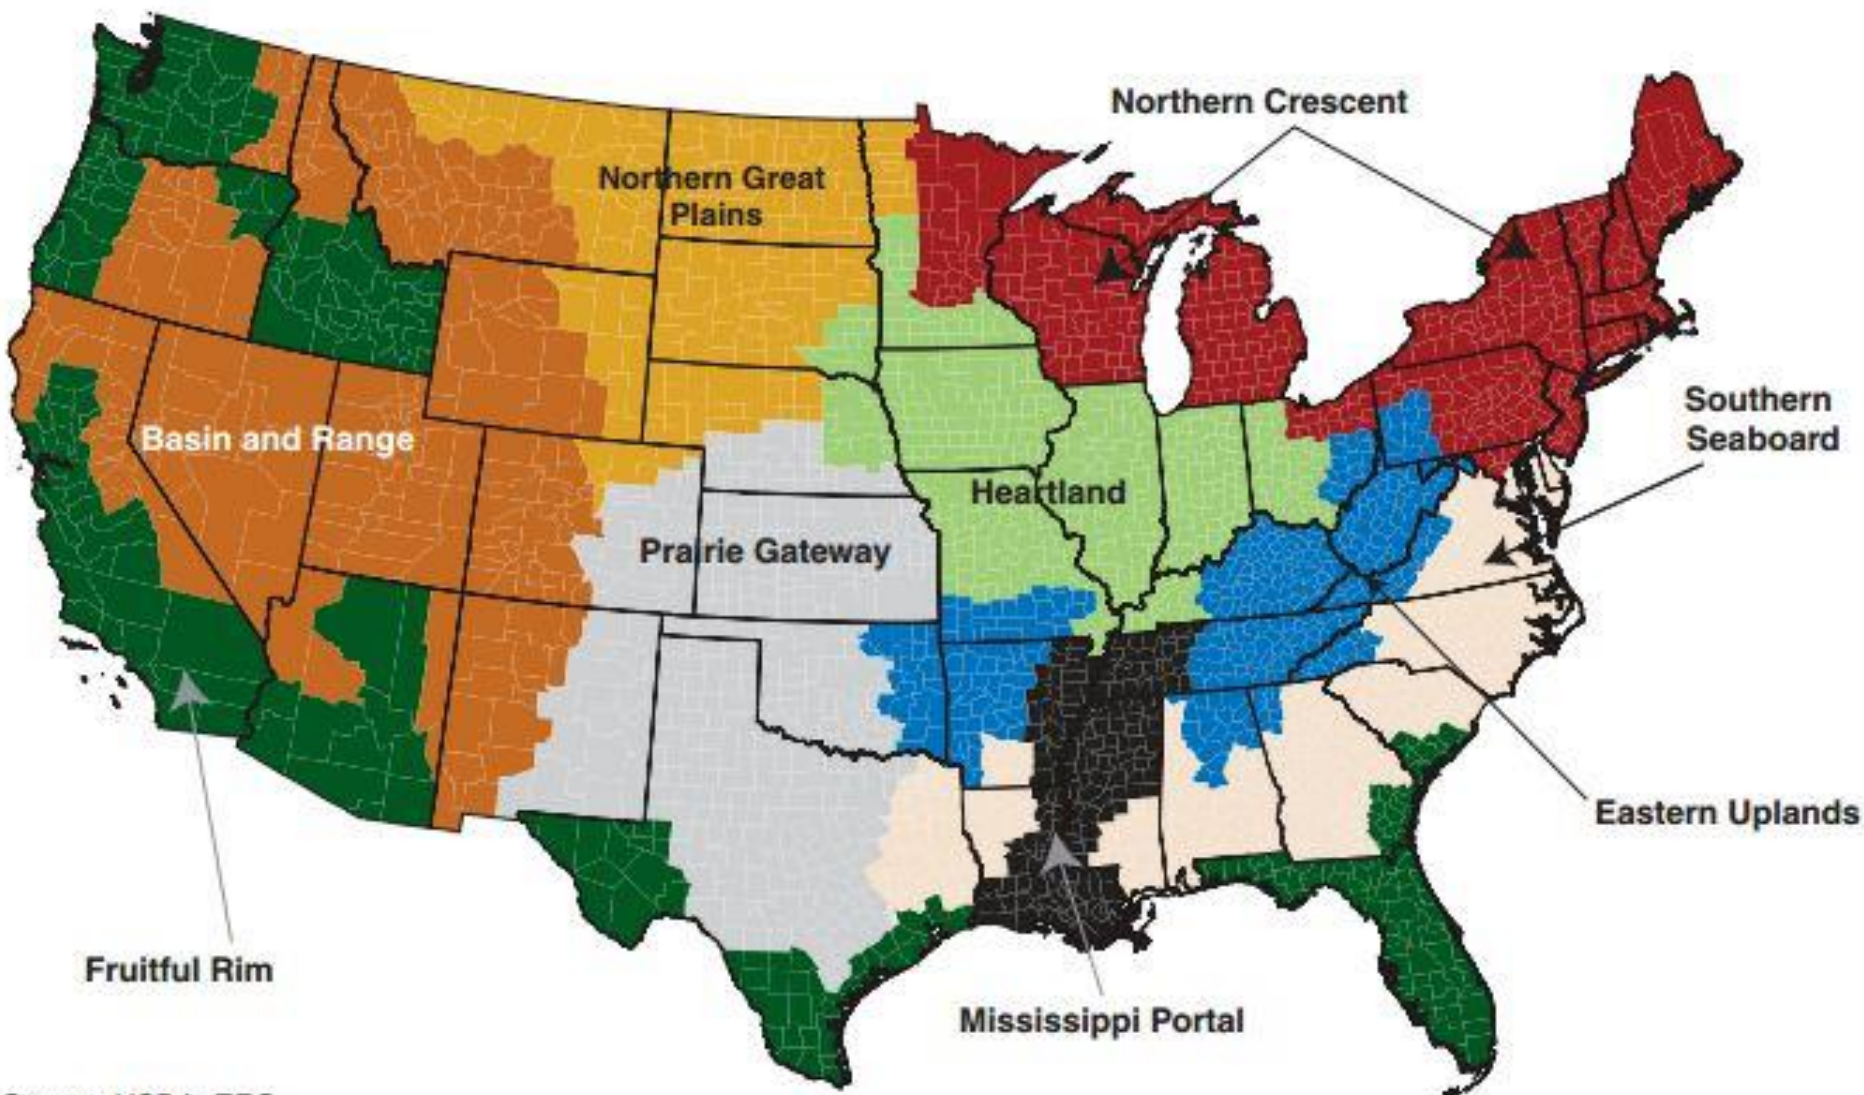 Northern Crescent
Northern Great
Plains
Southern
Seaboard
Basin and Range
Heartland
Prairie Gateway
Eastern Uplands
Fruitful Rim
Mississippi Portal